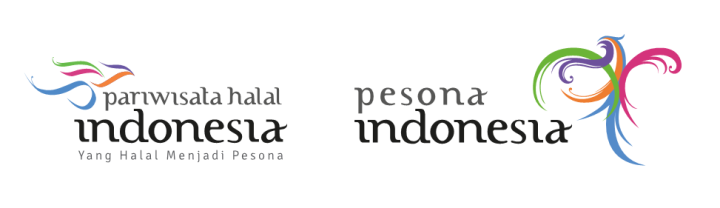 pariwisata halal
indonesia
Yang Halal Menjadi Pesona
pesona
indonesia